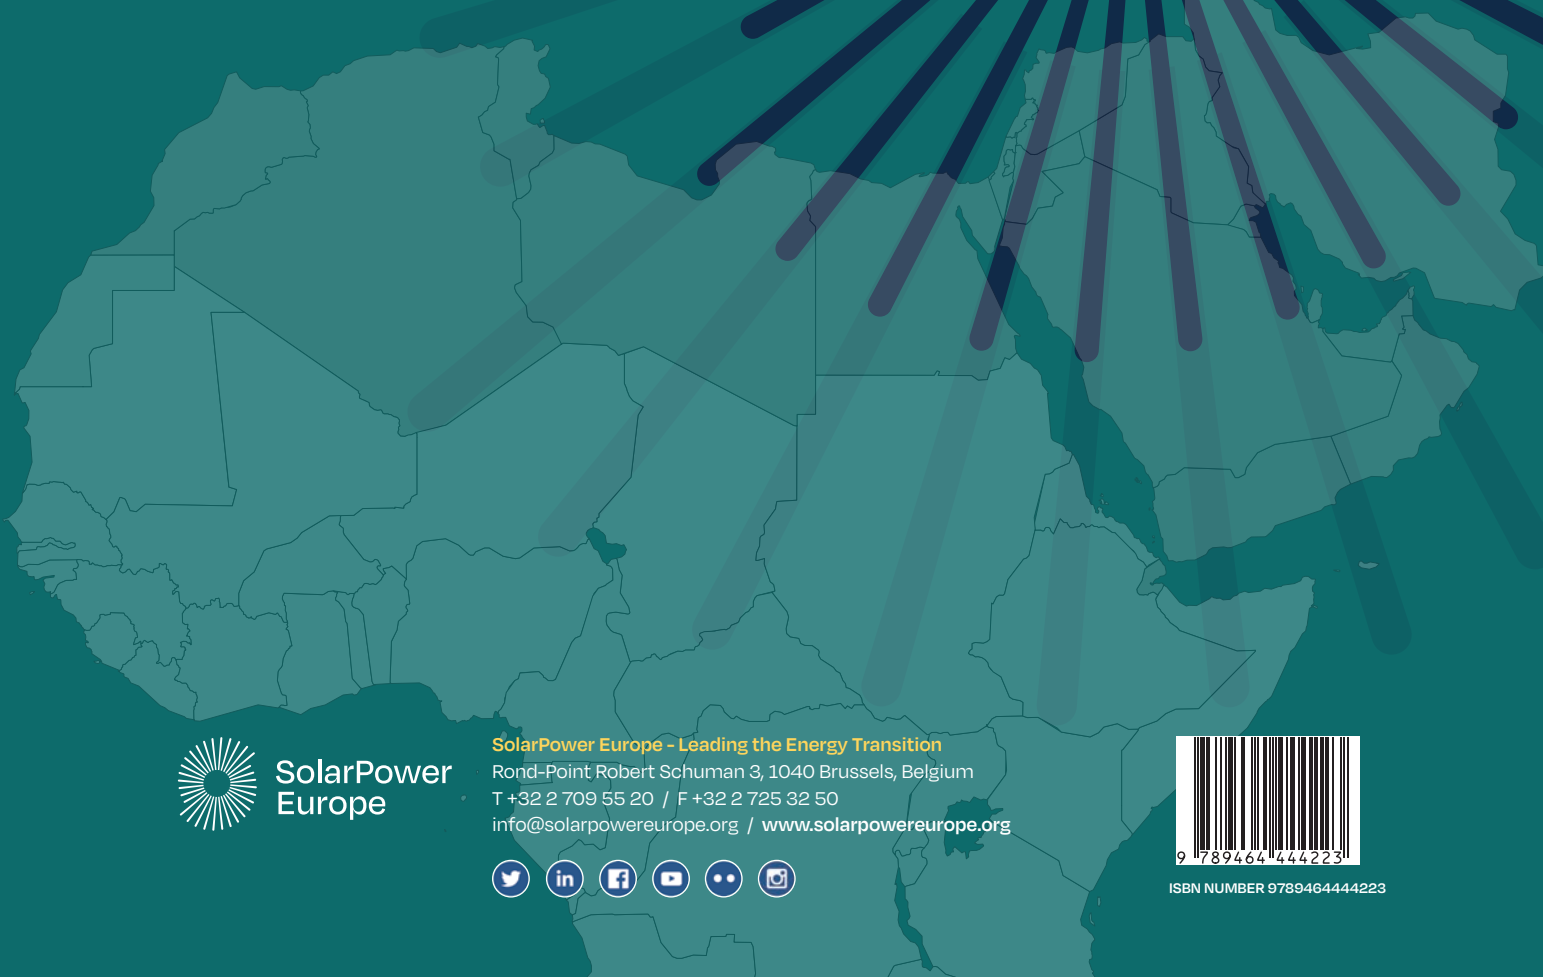 SolarPower
Europe
SolarPower Europe - Leading the Energy Transition
Rond-Point Robert Schuman 3, 1040 Brussels, Belgium
T +32 2 709 55 20 / F +32 2 725 32 50
info@solarpowereurope.org / www.solarpowereurope.org
in
9 789464 444223
ISBN NUMBER 9789464444223